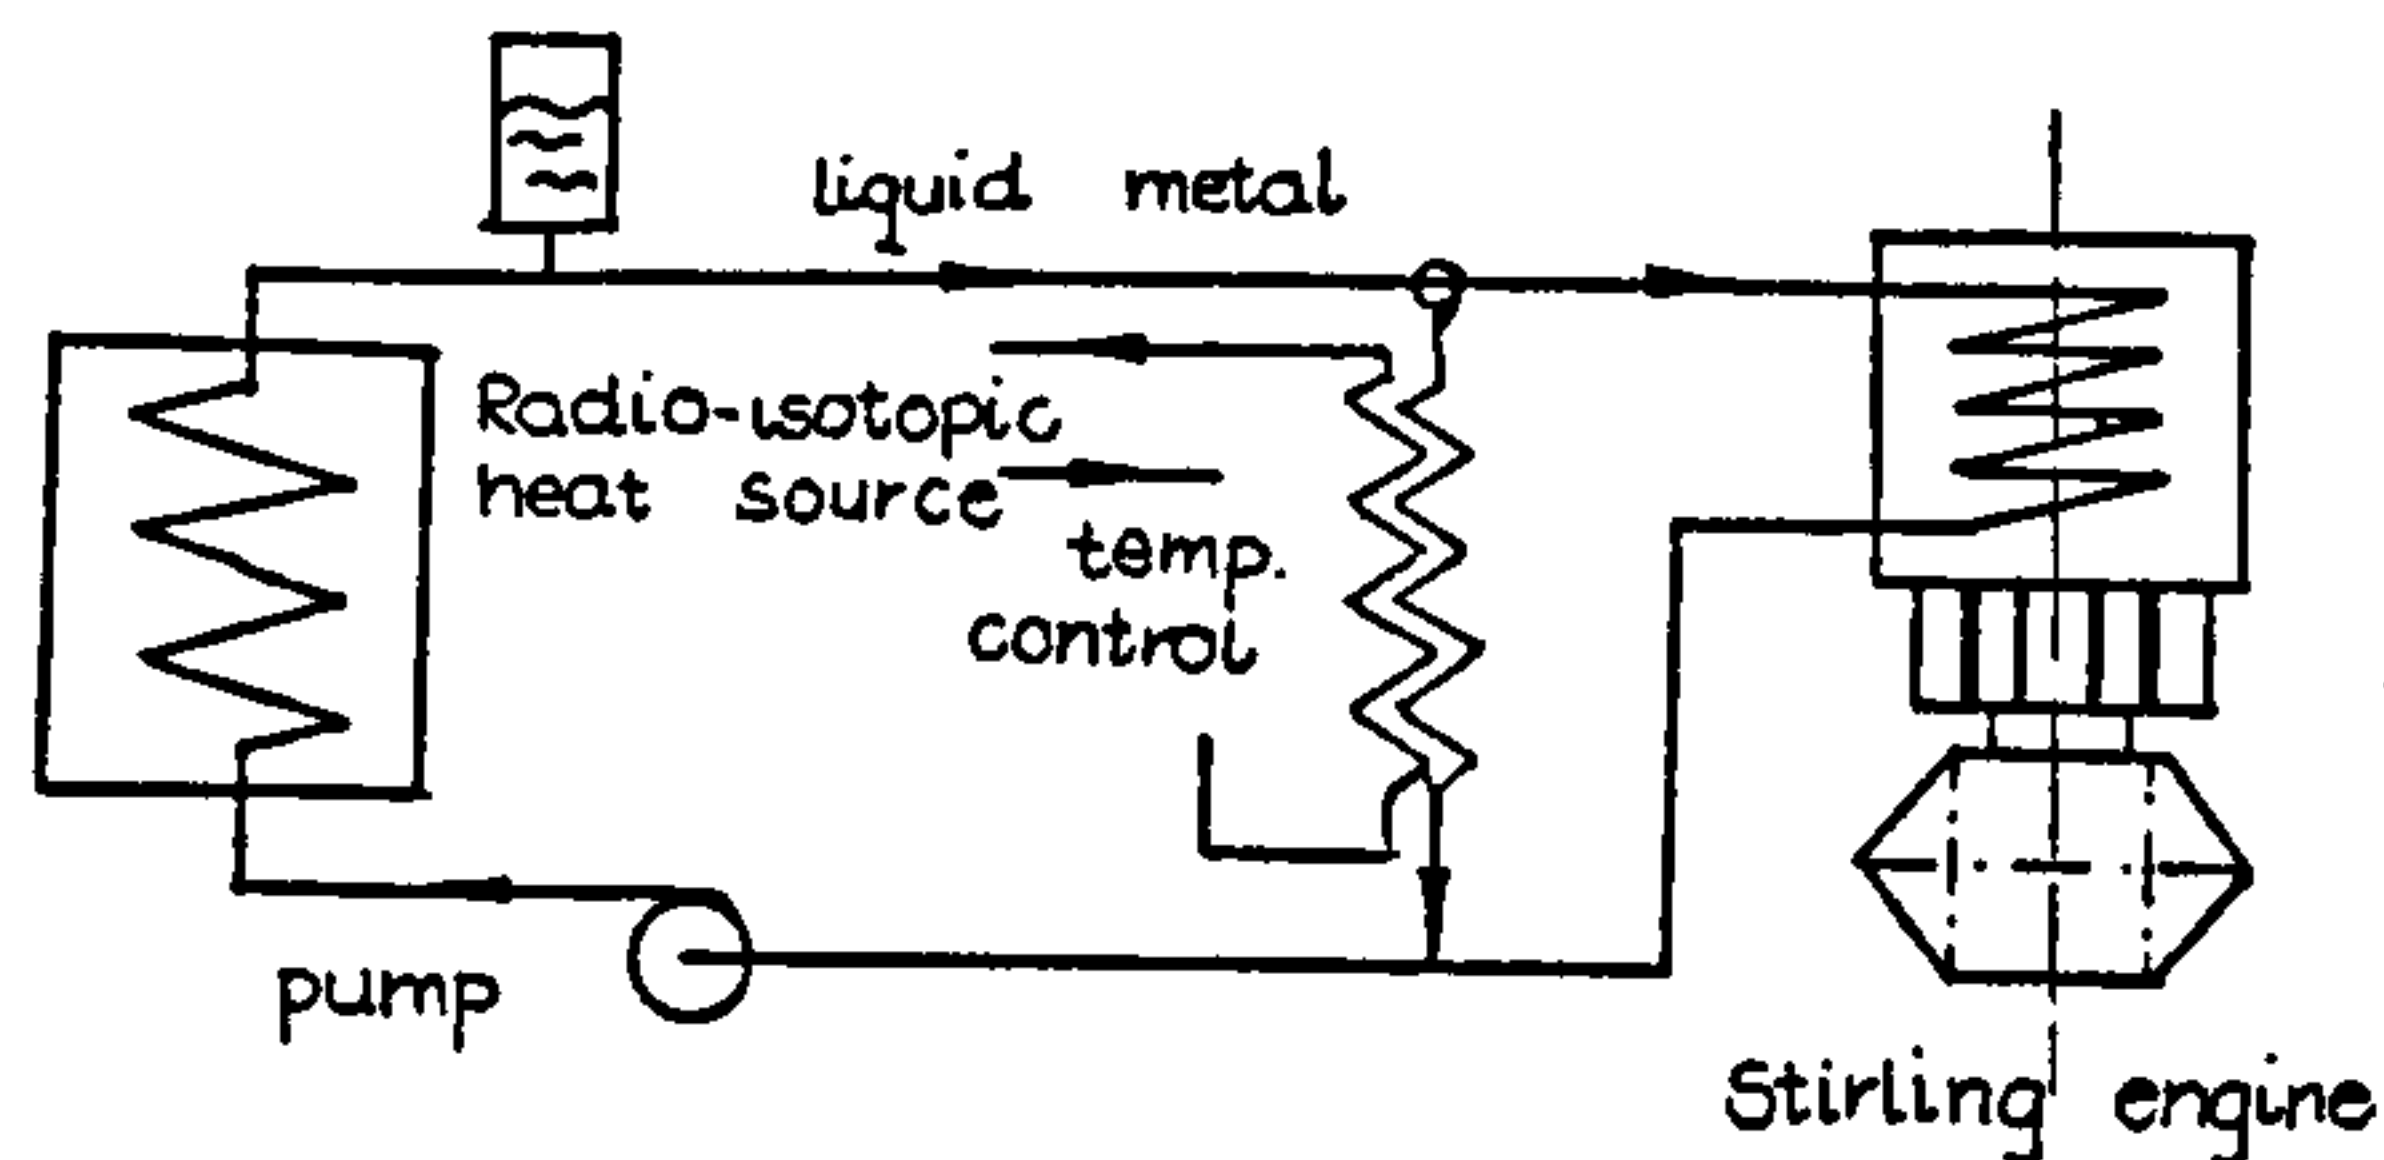 liquid metal
Radio-isotopic
heat source
temp.
control
pump
Stirling engine